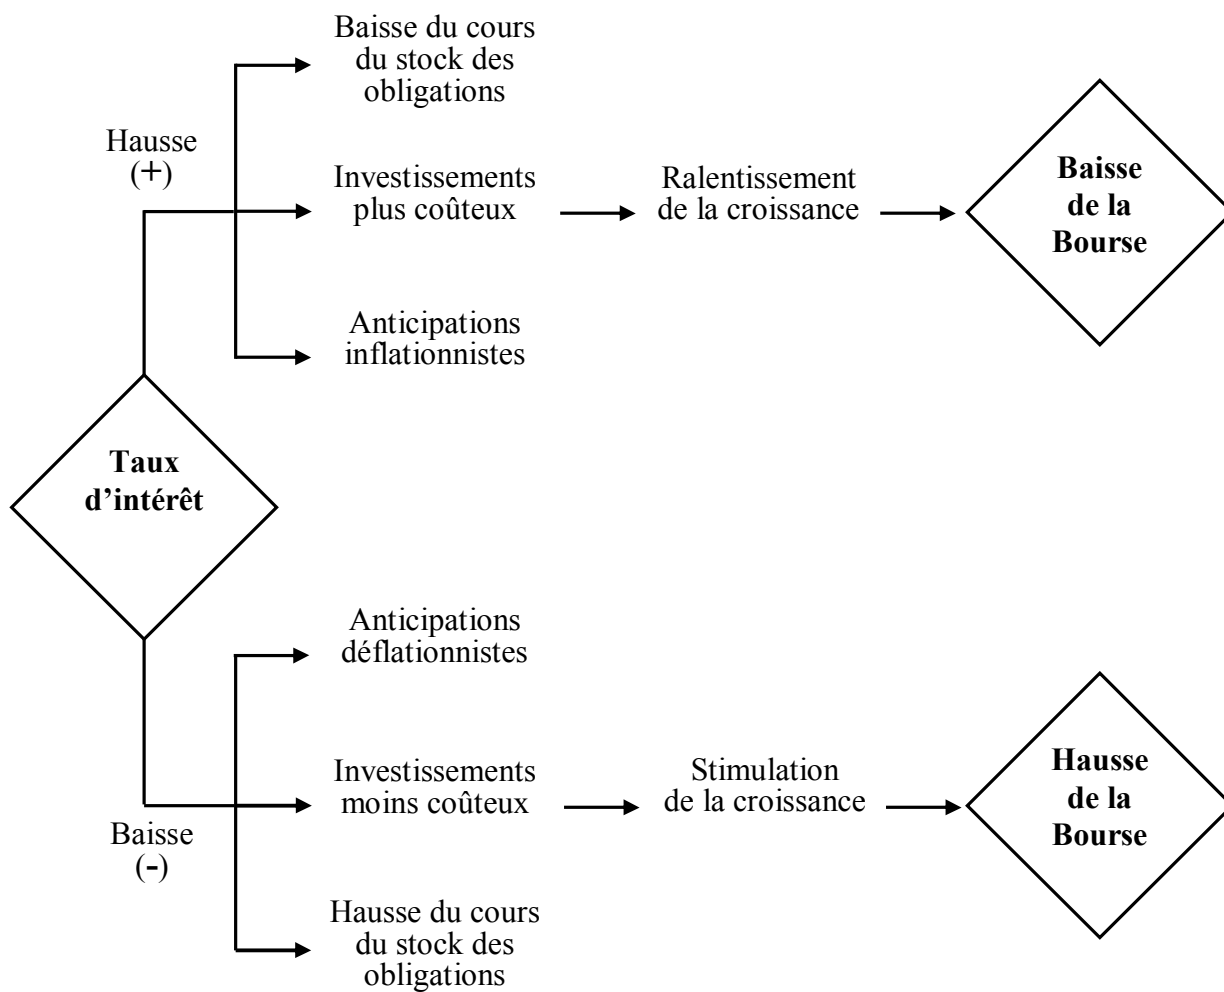 Baisse du cours
du stock des
obligations
Hausse
(+)
Investissements
plus coûteux
Ralentissement
de la croissance
Baisse
de la
Bourse
Anticipations
inflationnistes
Taux
d’intérêt
Anticipations
déflationnistes
Investissements
moins coûteux
Stimulation
de la croissance
Hausse
de la
Bourse
Baisse
(-)
Hausse du cours
du stock des
obligations